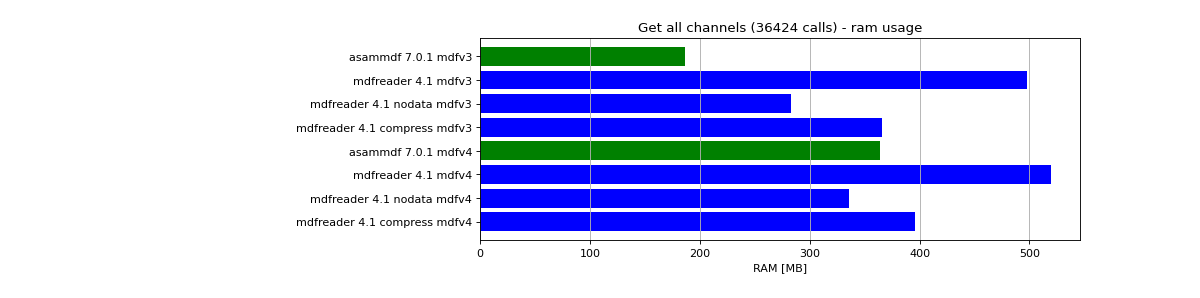 Get all channels (36424 calls) - ram usage
asammdf 7.0.1 mdfv3
mdfreader 4.1 mdfv3
mdfreader 4.1 nodata mdfv3
mdfreader 4.1 compress mdfv3
asammdf 7.0.1 mdfv4
mdfreader 4.1 mdfv4
mdfreader 4.1 nodata mdfv4
mdfreader 4.1 compress mdfv4
0 100 200 300 400 500
RAM [MB]